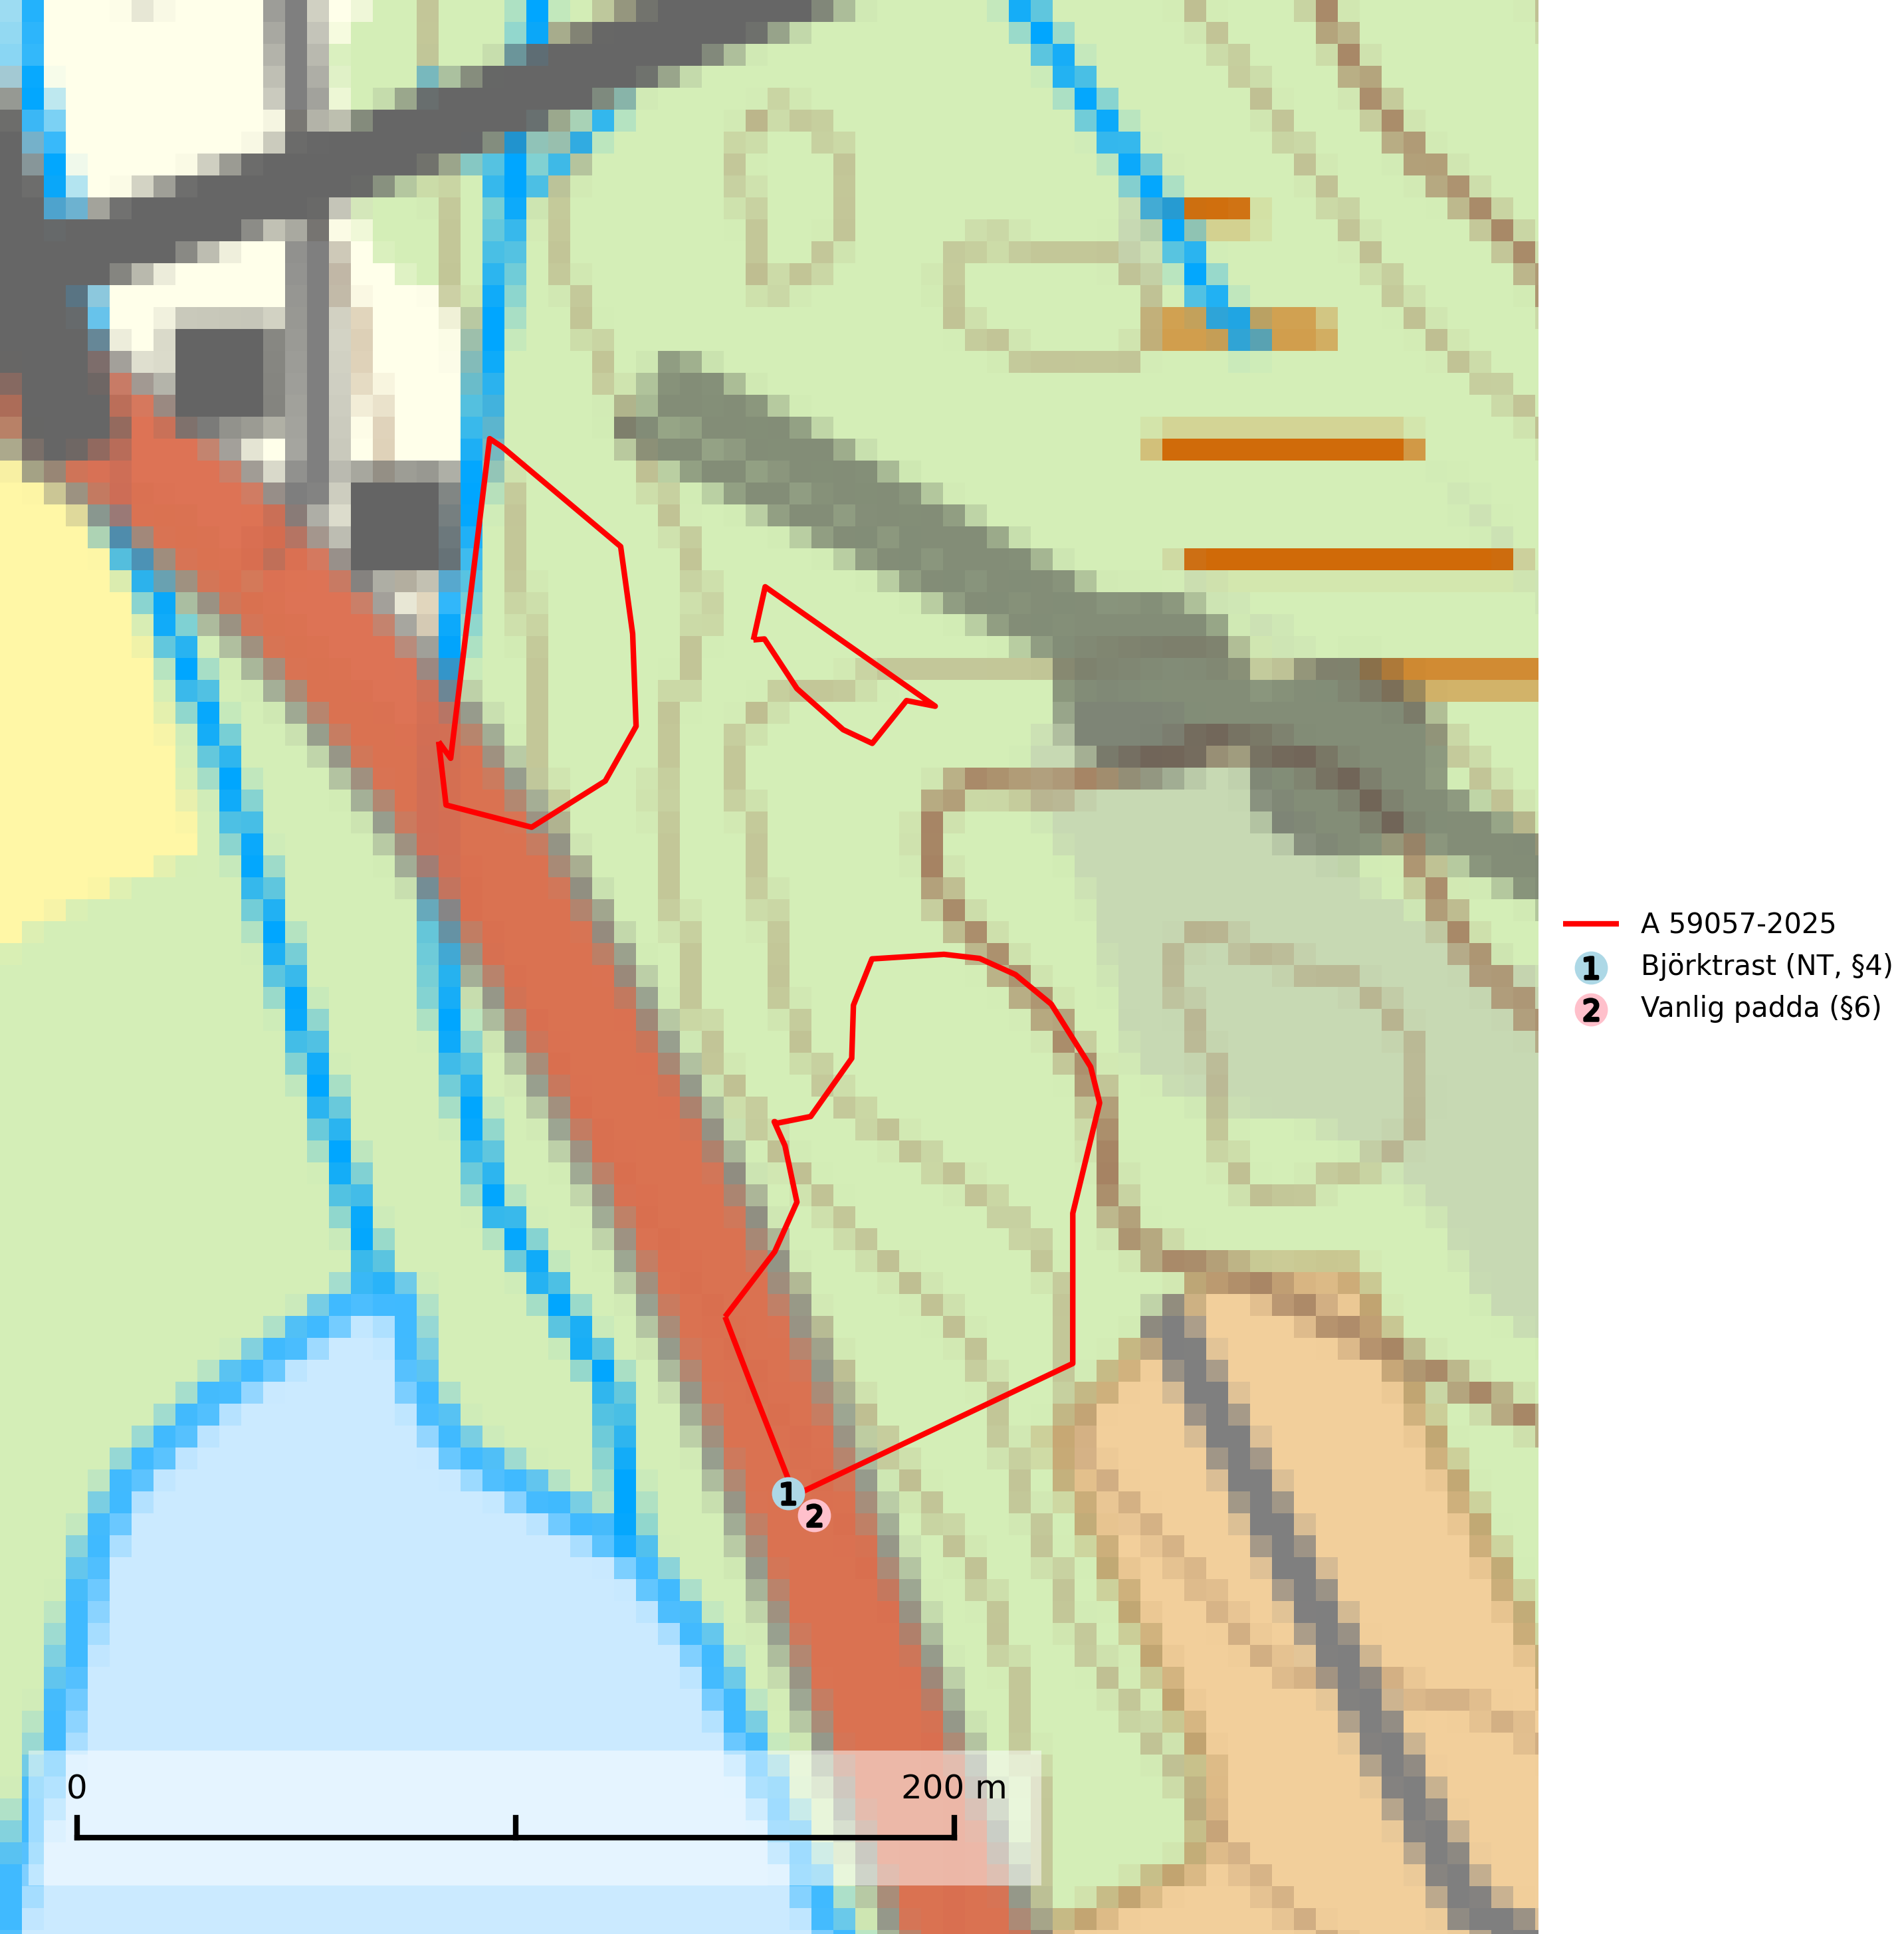 A 59057-2025
1 Björktrast (NT, §4)
2 Vanlig padda (§6)
1
2
0 200 m